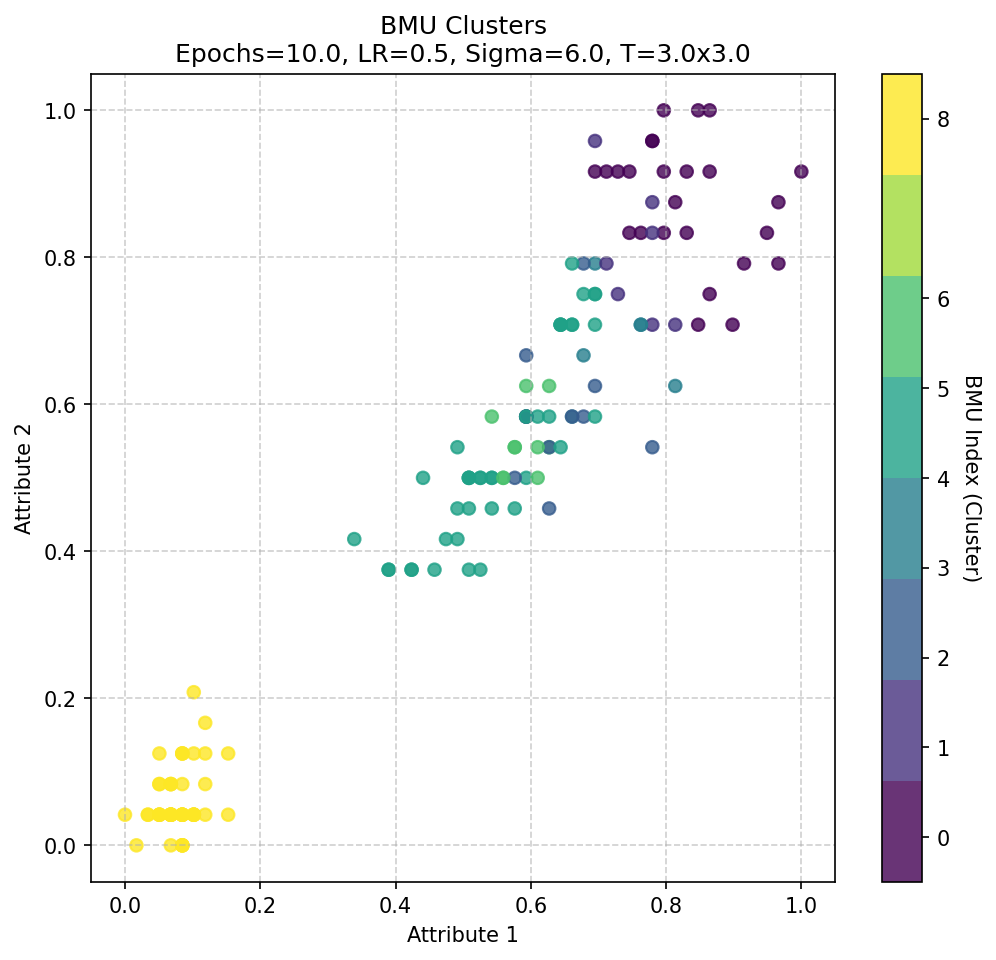 BMU Clusters
Epochs=10.0, LR=0.5, Sigma=6.0, T=3.0x3.0
1.0
0.8
0.6
0.4
0.2
0.0
Attribute 2
0.0 0.2 0.4 0.6 0.8 1.0
Attribute 1
8
6
5
4
3
2
1
0
BMU Index (Cluster)